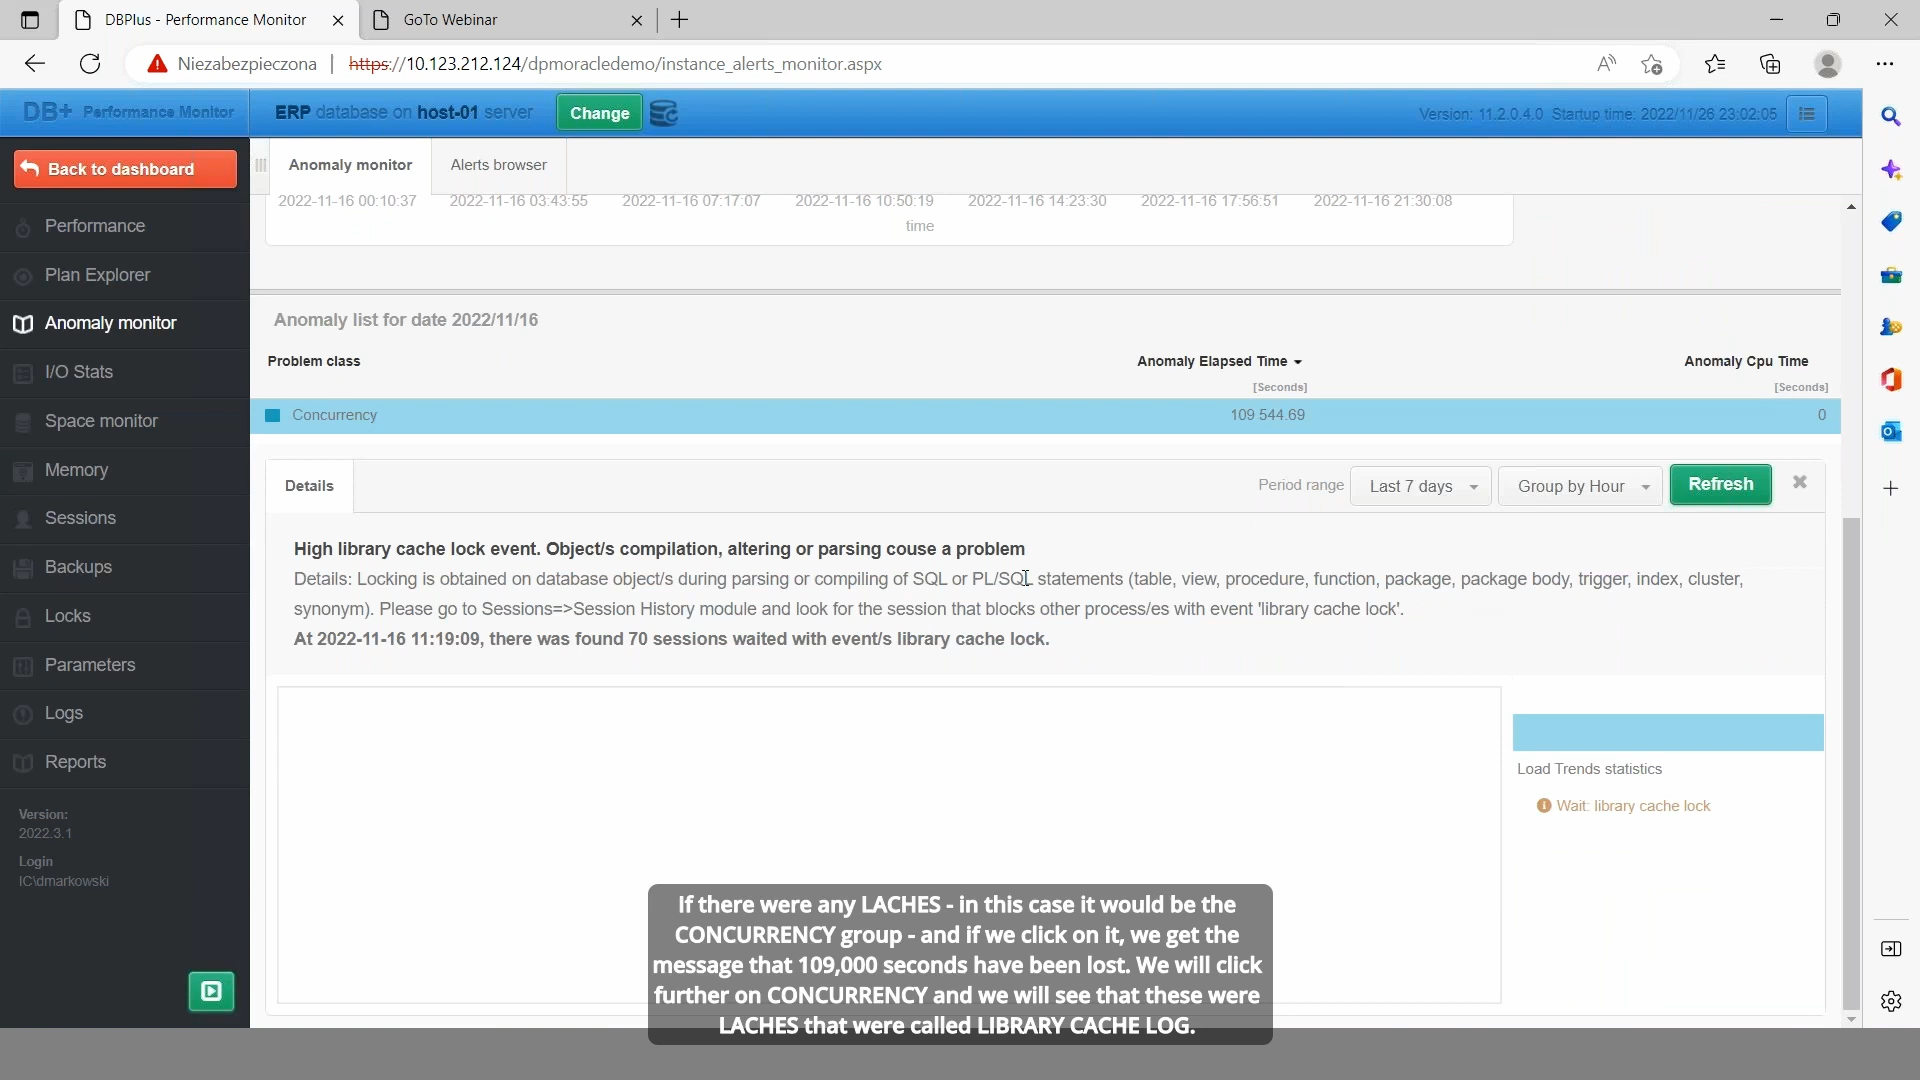 DBPlus - Performance Monitor
GoTo Webinar
Niezabezpieczona
https://10.123.212.124/dpmoracledemo/instance_alerts_monitor.aspx
DB+ Performance Monitor
ERP database on host-01 server
Change
Version: 11.2.0.4.0 Startup time: 2022/11/26 23:02:05
Back to dashboard
Performance
Plan Explorer
Anomaly monitor
I/O Stats
Space monitor
Memory
Sessions
Backups
Locks
Parameters
Logs
Reports
Version:
2022.3.1
Login
IC\dmarkowski
Anomaly monitor
Alerts browser
2022-11-16 00:10:37 2022-11-16 03:43:55 2022-11-16 07:17:07 2022-11-16 10:50:19 2022-11-16 14:23:30 2022-11-16 17:56:51 2022-11-16 21:30:08
time
Anomaly list for date 2022/11/16
Problem class Anomaly Elapsed Time Anomaly Cpu Time
[Seconds] [Seconds]
Concurrency 109 544.69 0
Details
Period range Last 7 days Group by Hour Refresh
High library cache lock event. Object/s compilation, altering or parsing couse a problem
Details: Locking is obtained on database object/s during parsing or compiling of SQL or PL/SQL statements (table, view, procedure, function, package, package body, trigger, index, cluster,
synonym). Please go to Sessions=>Session History module and look for the session that blocks other process/es with event 'library cache lock'.
At 2022-11-16 11:19:09, there was found 70 sessions waited with event/s library cache lock.
Load Trends statistics
Wait: library cache lock
If there were any LACHES - in this case it would be the
CONCURRENCY group - and if we click on it, we get the
message that 109,000 seconds have been lost. We will click
further on CONCURRENCY and we will see that these were
LACHES that were called LIBRARY CACHE LOG.